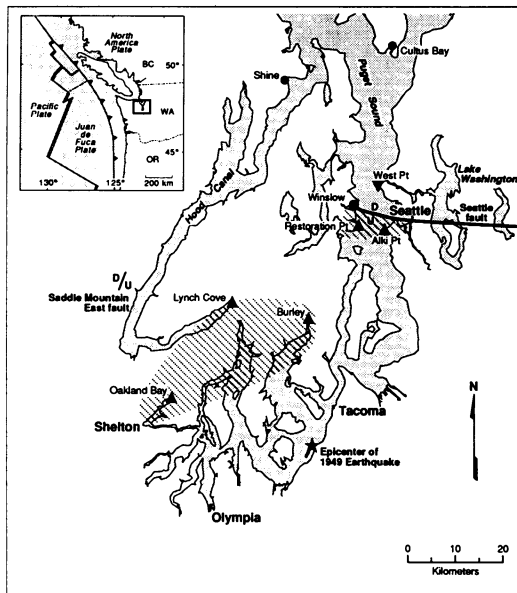 North
America
Plate
BC
50°
WA
Pacific
Plate
Juan
de
Fuca
Plate
OR
45°
130°
125°
200 km
Cultus Bay
Shine
Puget
Sound
Lake
Washington
West Pt
Winslow
D
U
Seattle
Seattle
fault
Restoration Pt
Alki Pt
Hood Canal
D/U
Saddle Mountain
East fault
Lynch Cove
Burley
Oakland Bay
Shelton
Tacoma
N
Epicenter of
1949 Earthquake
Olympia
0 10 20
Kilometers